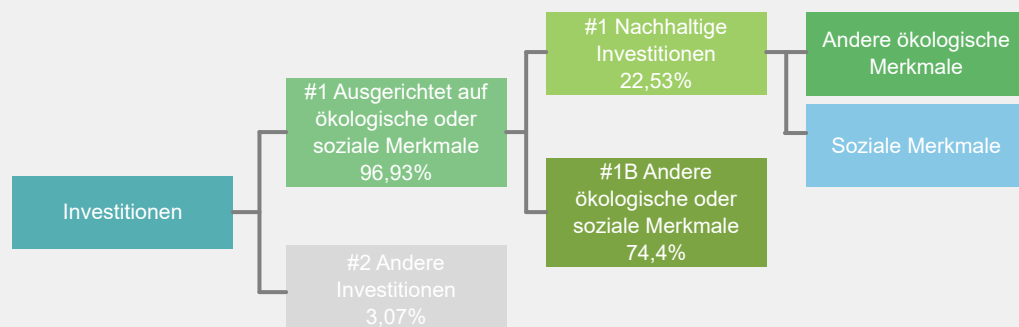 Investitionen
#1 Ausgerichtet auf
ökologische oder
soziale Merkmale
96,93%
#2 Andere
Investitionen
3,07%
#1 Nachhaltige
Investitionen
22,53%
#1B Andere
ökologische oder
soziale Merkmale
74,4%
Andere ökologische
Merkmale
Soziale Merkmale